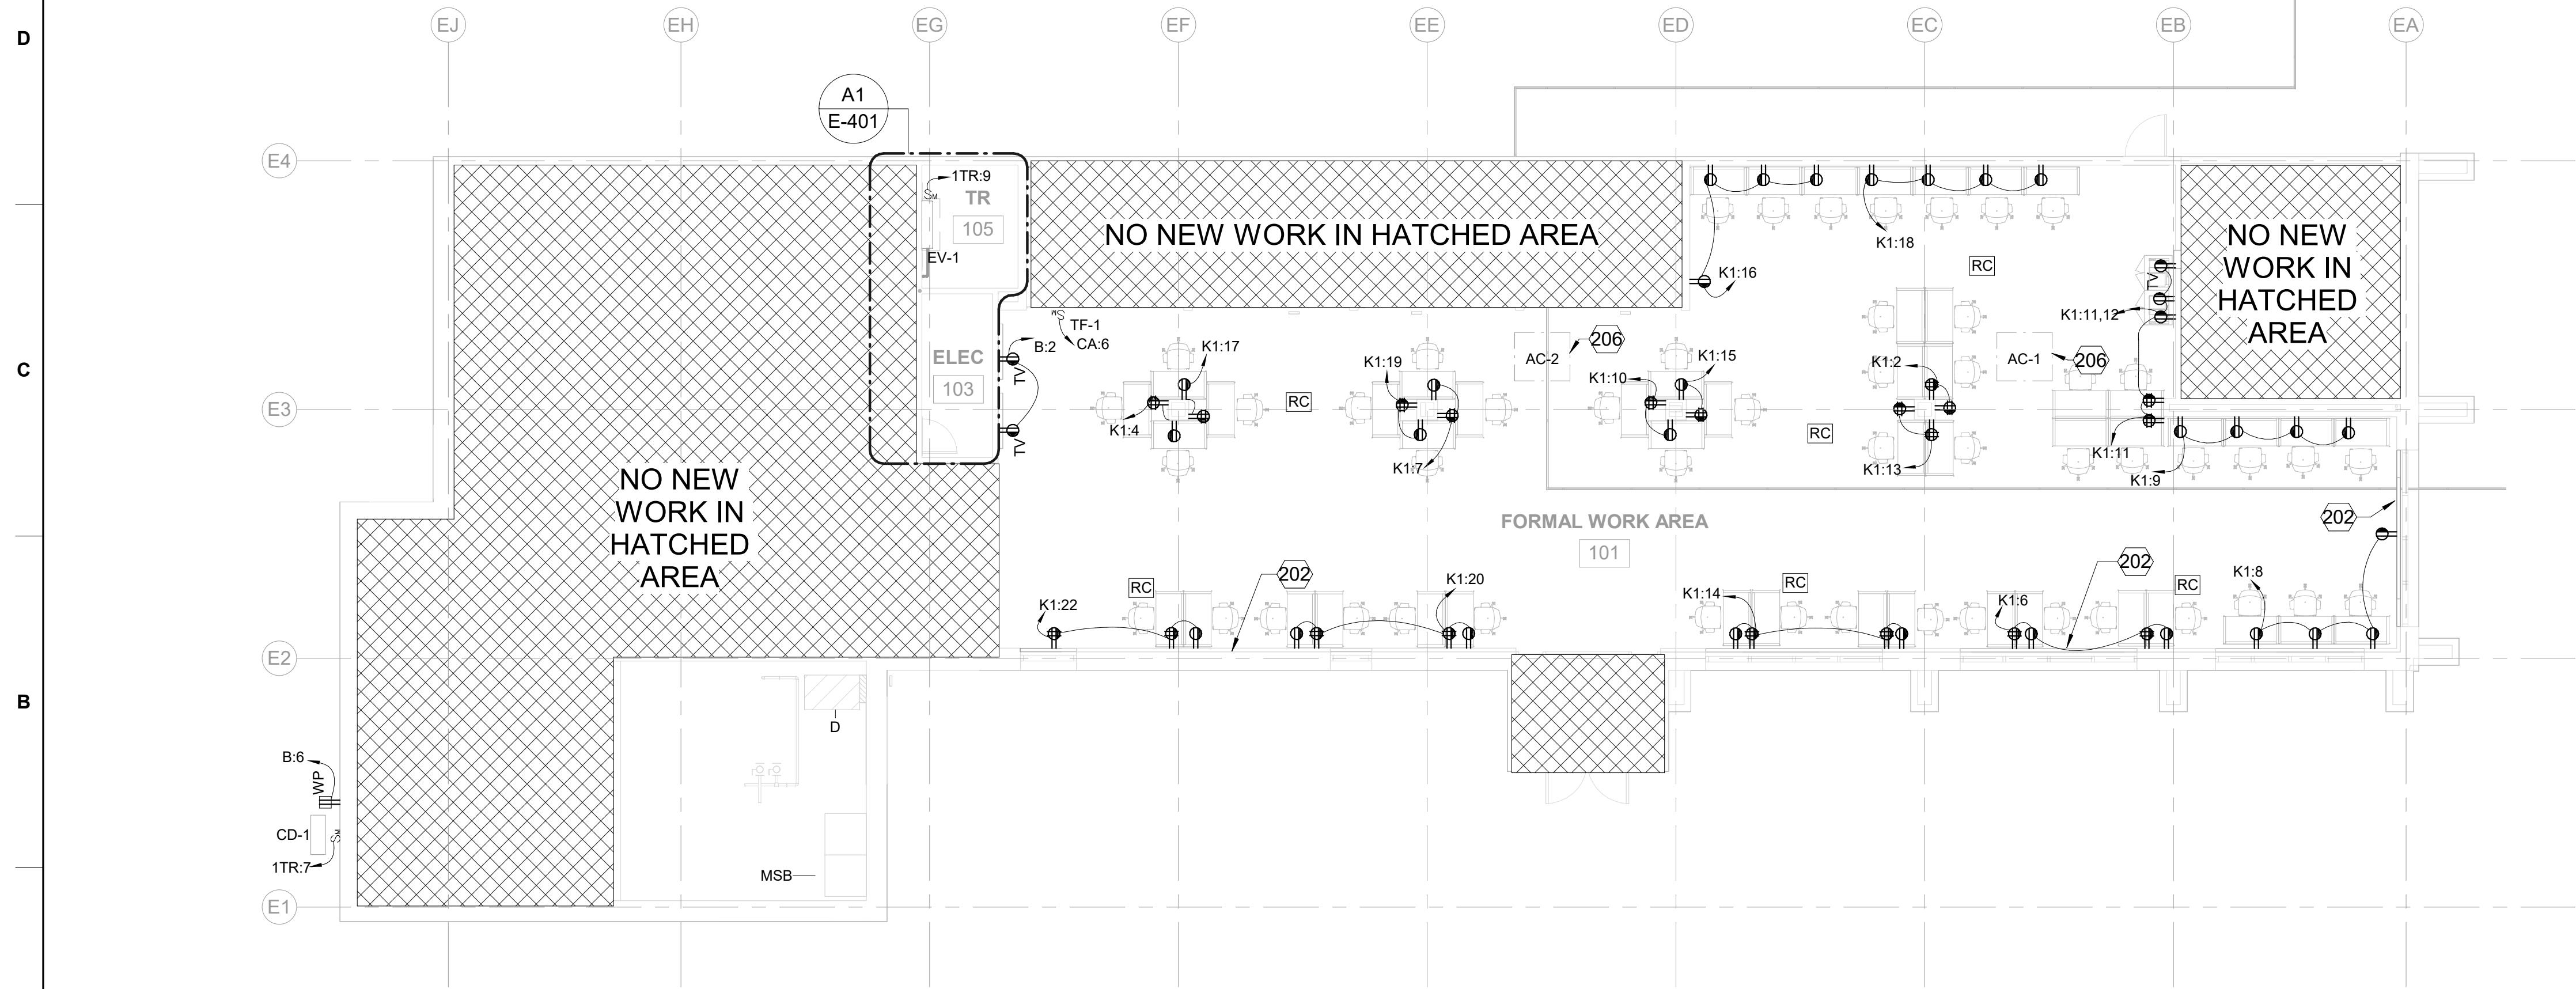 D
EJ
EH
EG
EF
EE
ED
EC
EB
EA
A1
E-401
E4
1TR:9
SM
TR
105
EV-1
NO NEW WORK IN HATCHED AREA
K1:18
K1:16
RC
NO NEW
WORK IN
HATCHED
AREA
TV
K1:11,12
SM
TF-1
CA:6
B:2
TV
ELEC
103
TV
C
E3
K1:17
K1:4
RC
K1:19
K1:7
AC-2
206
K1:10
K1:15
RC
K1:2
K1:13
AC-1
206
K1:11
K1:9
NO NEW
WORK IN
HATCHED
AREA
FORMAL WORK AREA
101
202
K1:22
RC
202
K1:20
K1:14
RC
K1:6
202
RC
K1:8
E2
B
D
B:6
WP
CD-1
SM
1TR:7
MSB
E1